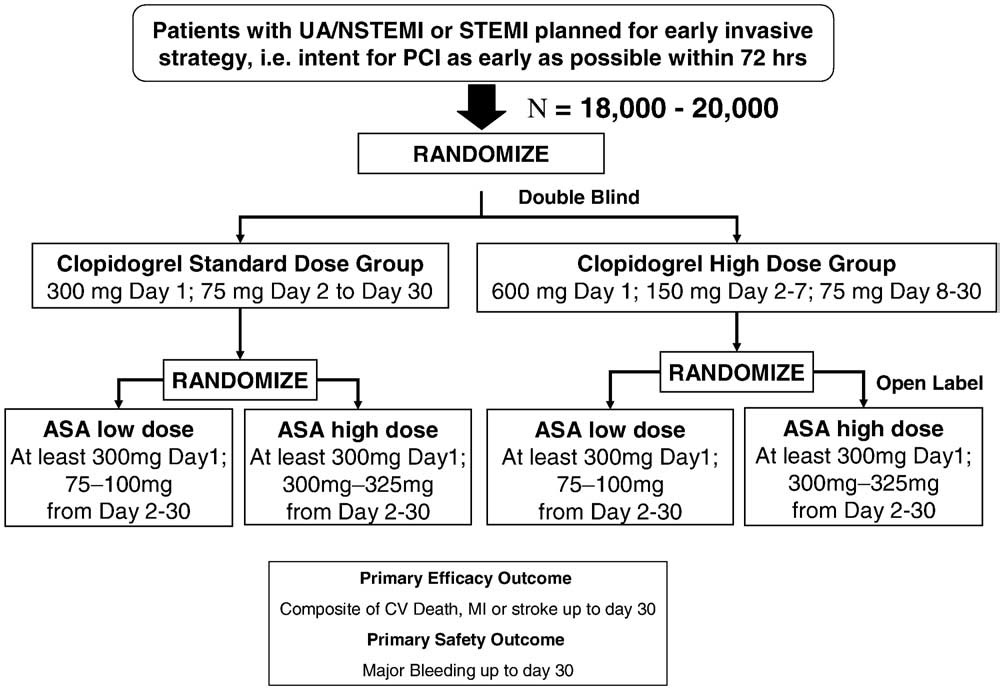 Patients with UA/NSTEMI or STEMI planned for early invasive
strategy, i.e. intent for PCI as early as possible within 72 hrs
N = 18,000 - 20,000
RANDOMIZE
Double Blind
Clopidogrel Standard Dose Group
300 mg Day 1; 75 mg Day 2 to Day 30
Clopidogrel High Dose Group
600 mg Day 1; 150 mg Day 2-7; 75 mg Day 8-30
RANDOMIZE
RANDOMIZE
Open Label
ASA low dose
At least 300mg Day1;
75–100mg
from Day 2-30
ASA high dose
At least 300mg Day1;
300mg–325mg
from Day 2-30
ASA low dose
At least 300mg Day1;
75–100mg
from Day 2-30
ASA high dose
At least 300mg Day1;
300mg–325mg
from Day 2-30
Primary Efficacy Outcome
Composite of CV Death, MI or stroke up to day 30
Primary Safety Outcome
Major Bleeding up to day 30